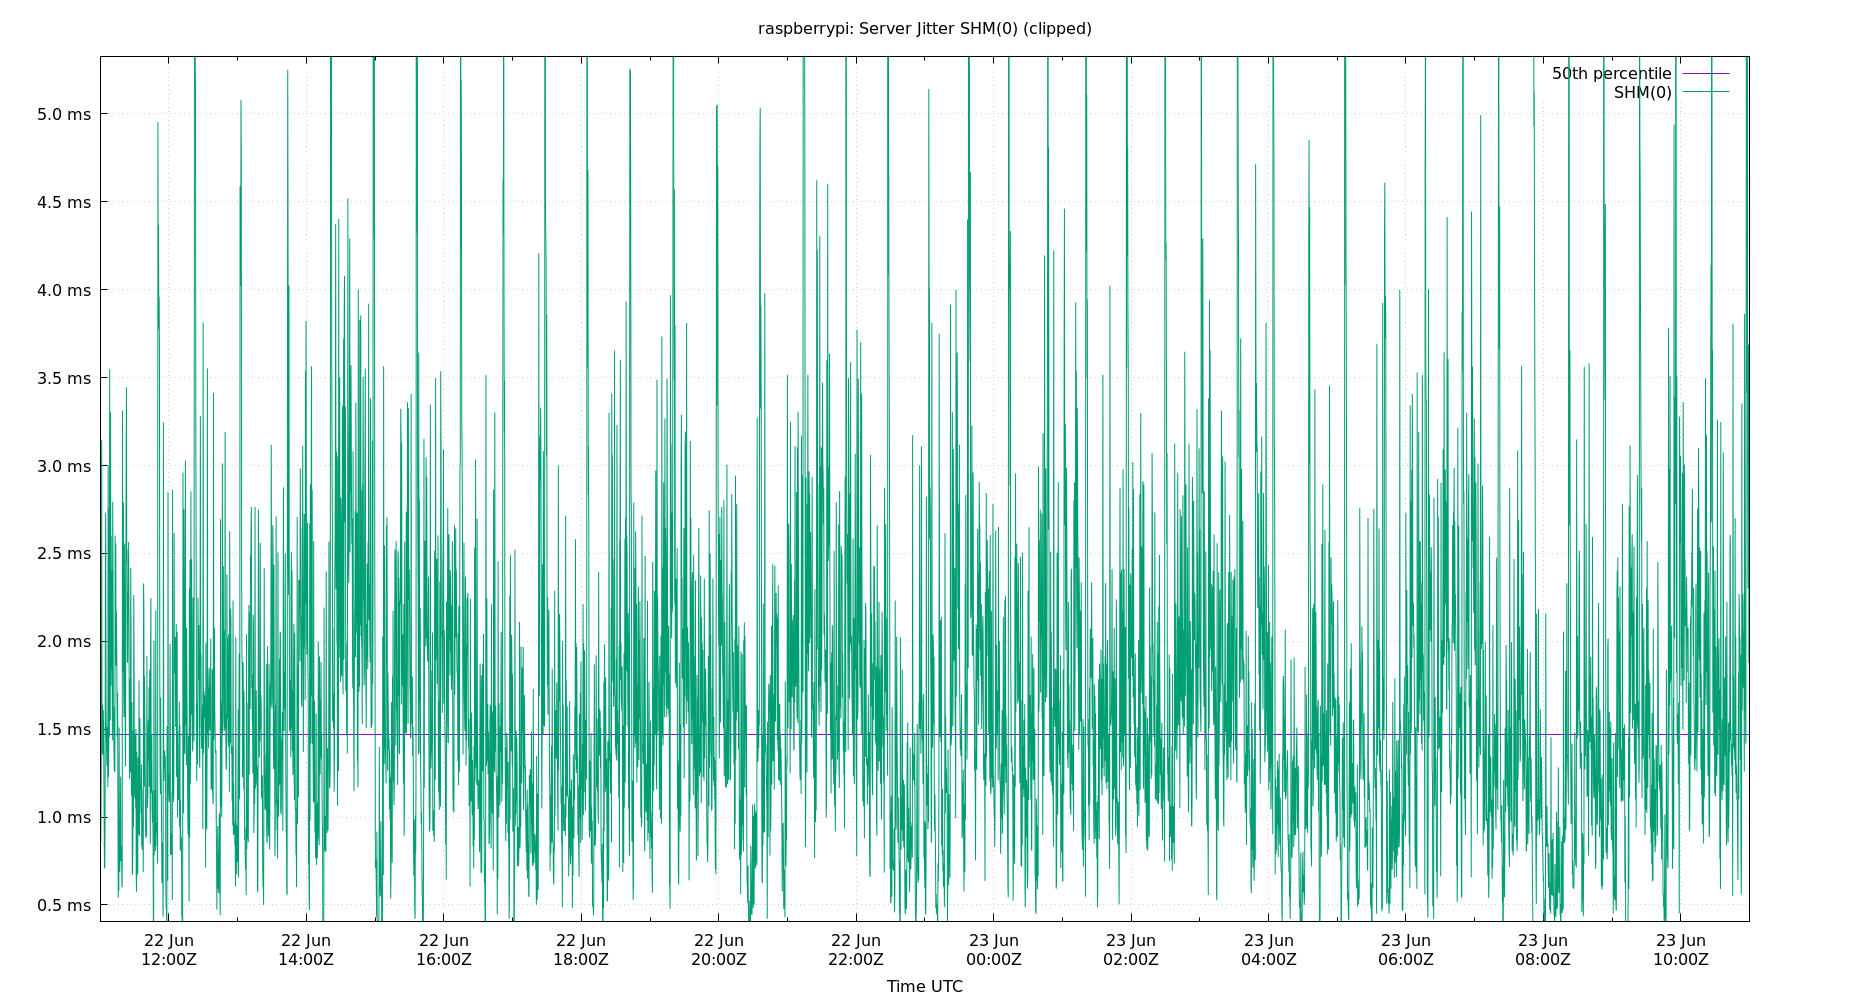 raspberrypi: Server Jitter SHM(0) (clipped)
50th percentile
SHM(0)
5.0 ms
4.5 ms
4.0 ms
3.5 ms
3.0 ms
2.5 ms
2.0 ms
1.5 ms
1.0 ms
0.5 ms
22 Jun 22 Jun 22 Jun 22 Jun 22 Jun 22 Jun 23 Jun 23 Jun 23 Jun 23 Jun 23 Jun 23 Jun
12:00Z 14:00Z 16:00Z 18:00Z 20:00Z 22:00Z 00:00Z 02:00Z 04:00Z 06:00Z 08:00Z 10:00Z
Time UTC